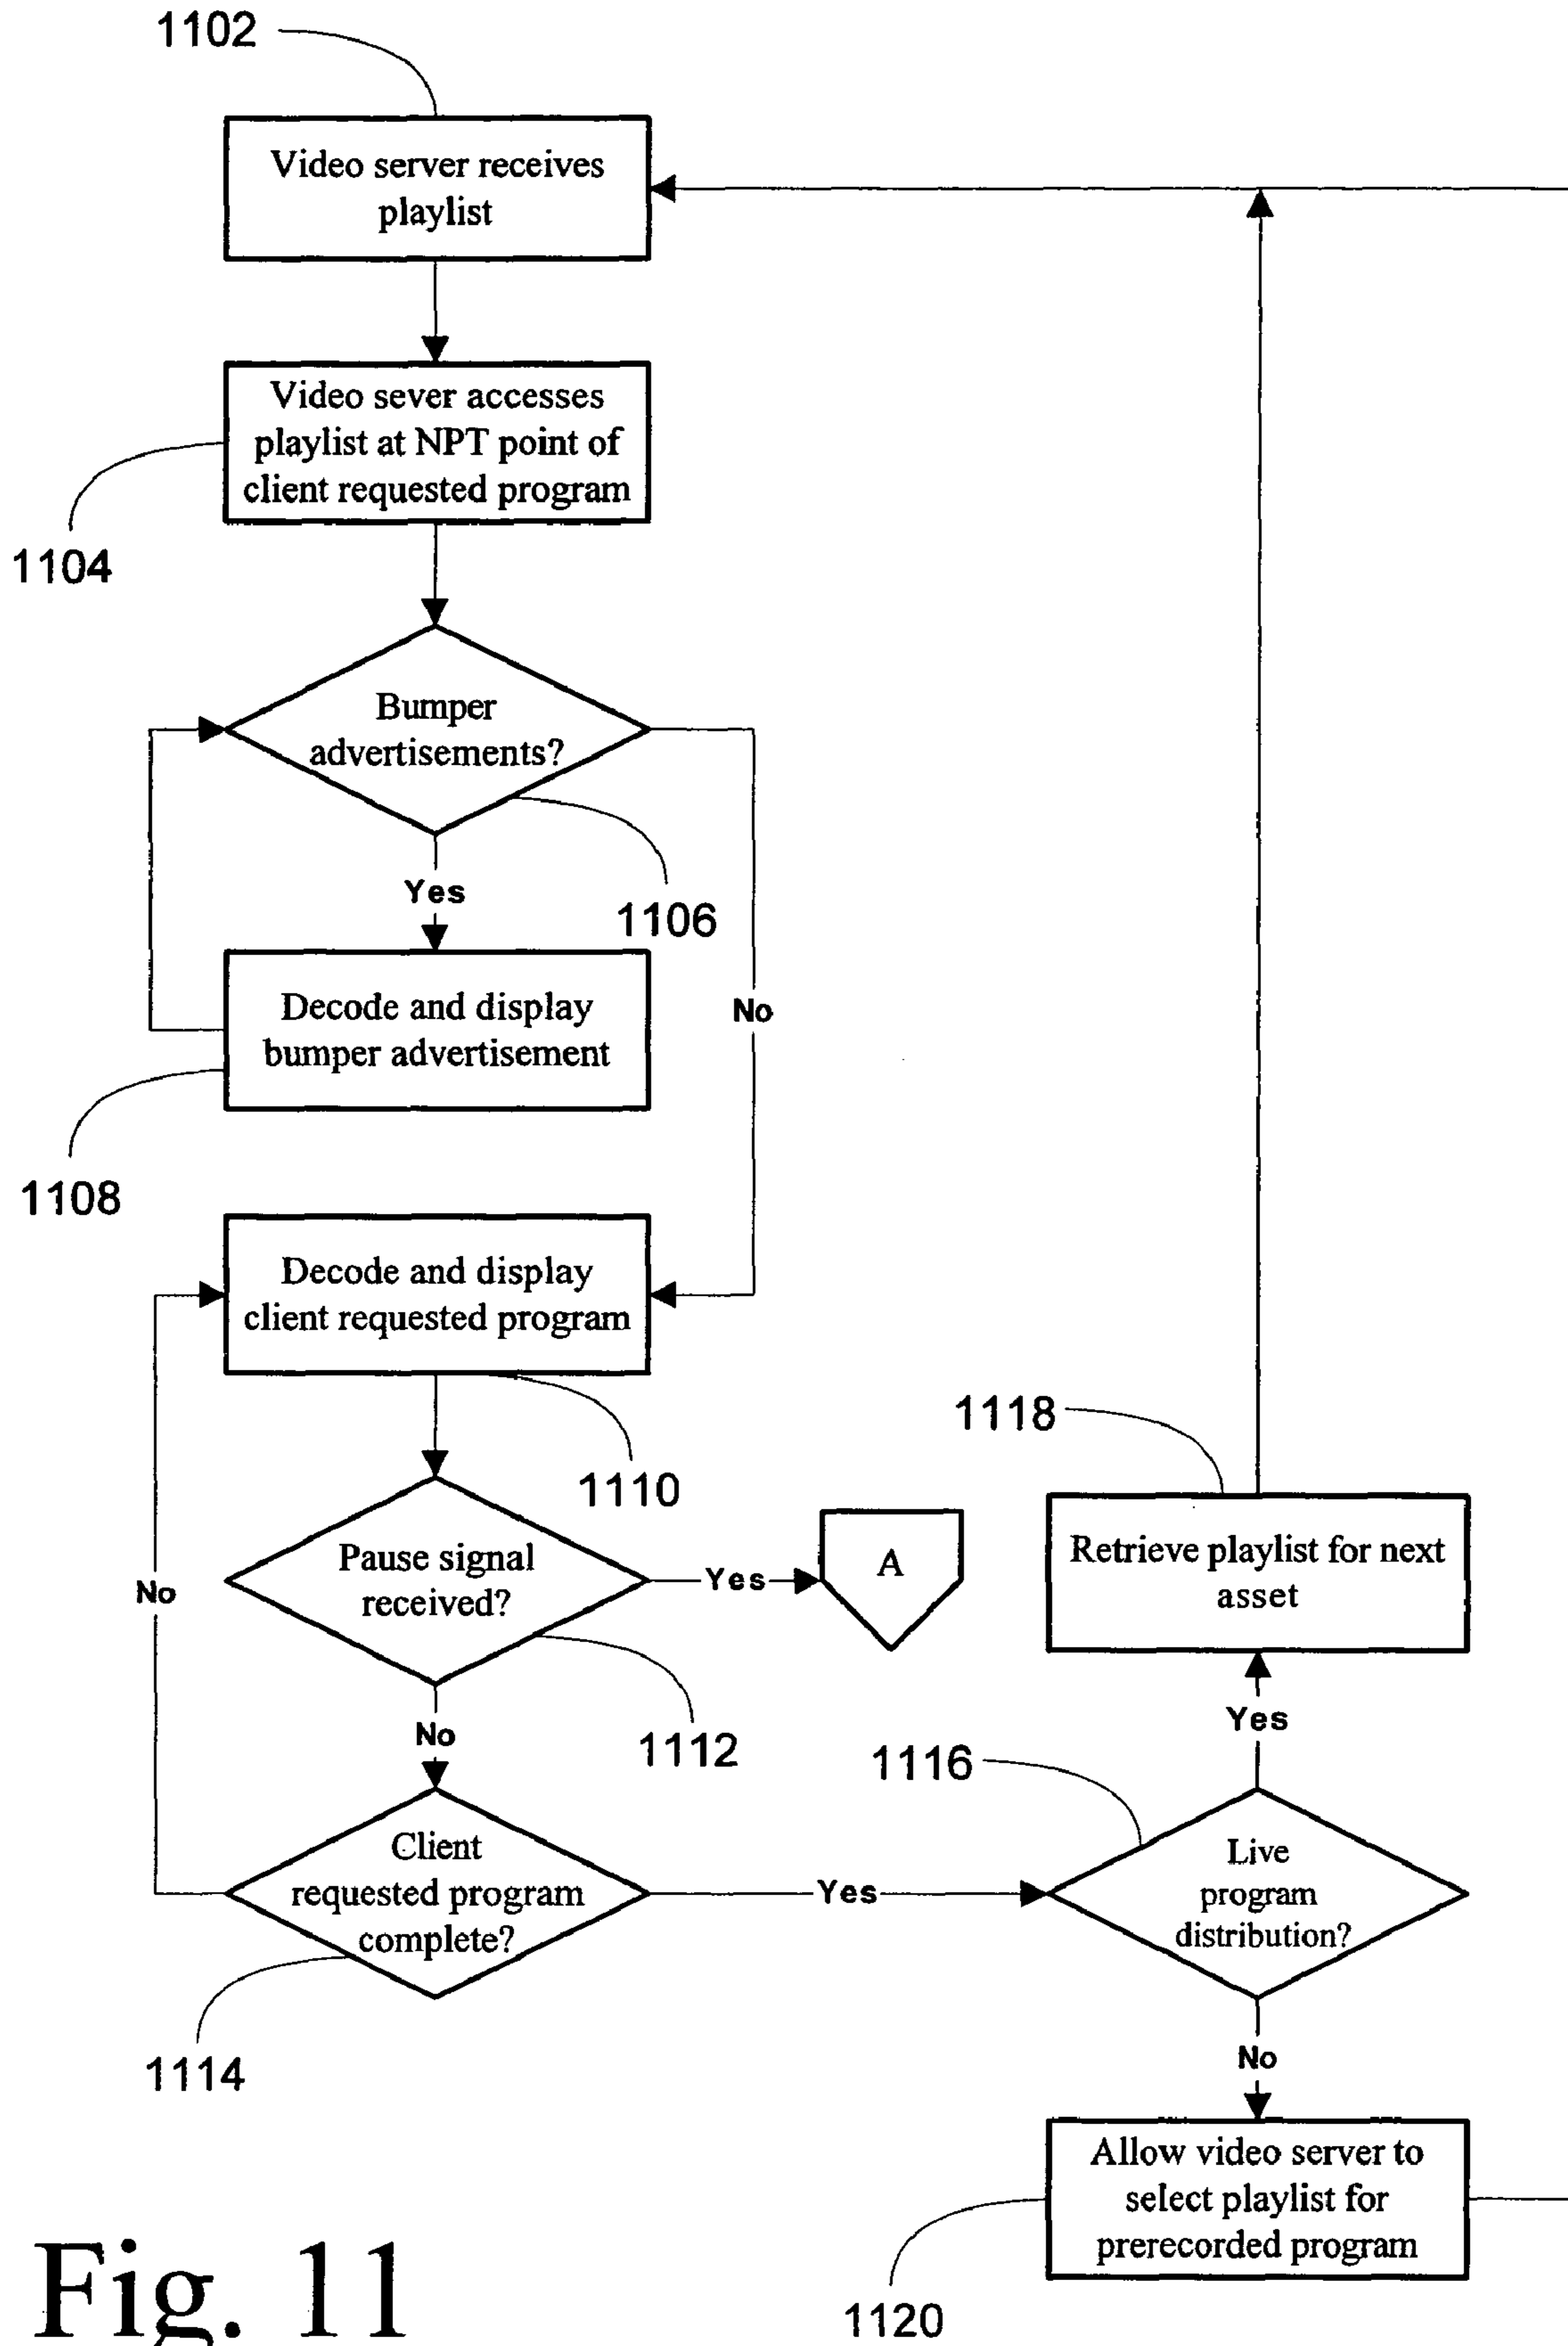 1102
Video server receives
playlist
Video sever accesses
playlist at NPT point of
client requested program
1104
Bumper
advertisements?
Yes
1106
Decode and display
bumper advertisement
No
1108
Decode and display
client requested program
1110
1118
Pause signal
received?
Yes
A
Retrieve playlist for next
asset
No
No
1112
Yes
1116
Client
requested program
complete?
Yes
Live
program
distribution?
1114
No
Allow video server to
select playlist for
prerecorded program
1120
Fig. 11